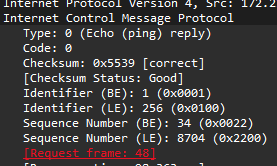 Internet Protocol Version 4, Src: 172.2
Internet Control Message Protocol
Type: 0 (Echo (ping) reply)
Code: 0
Checksum: 0x5539 [correct]
[Checksum Status: Good]
Identifier (BE): 1 (0x0001)
Identifier (LE): 256 (0x0100)
Sequence Number (BE): 34 (0x0022)
Sequence Number (LE): 8704 (0x2200)
[Request frame: 48]